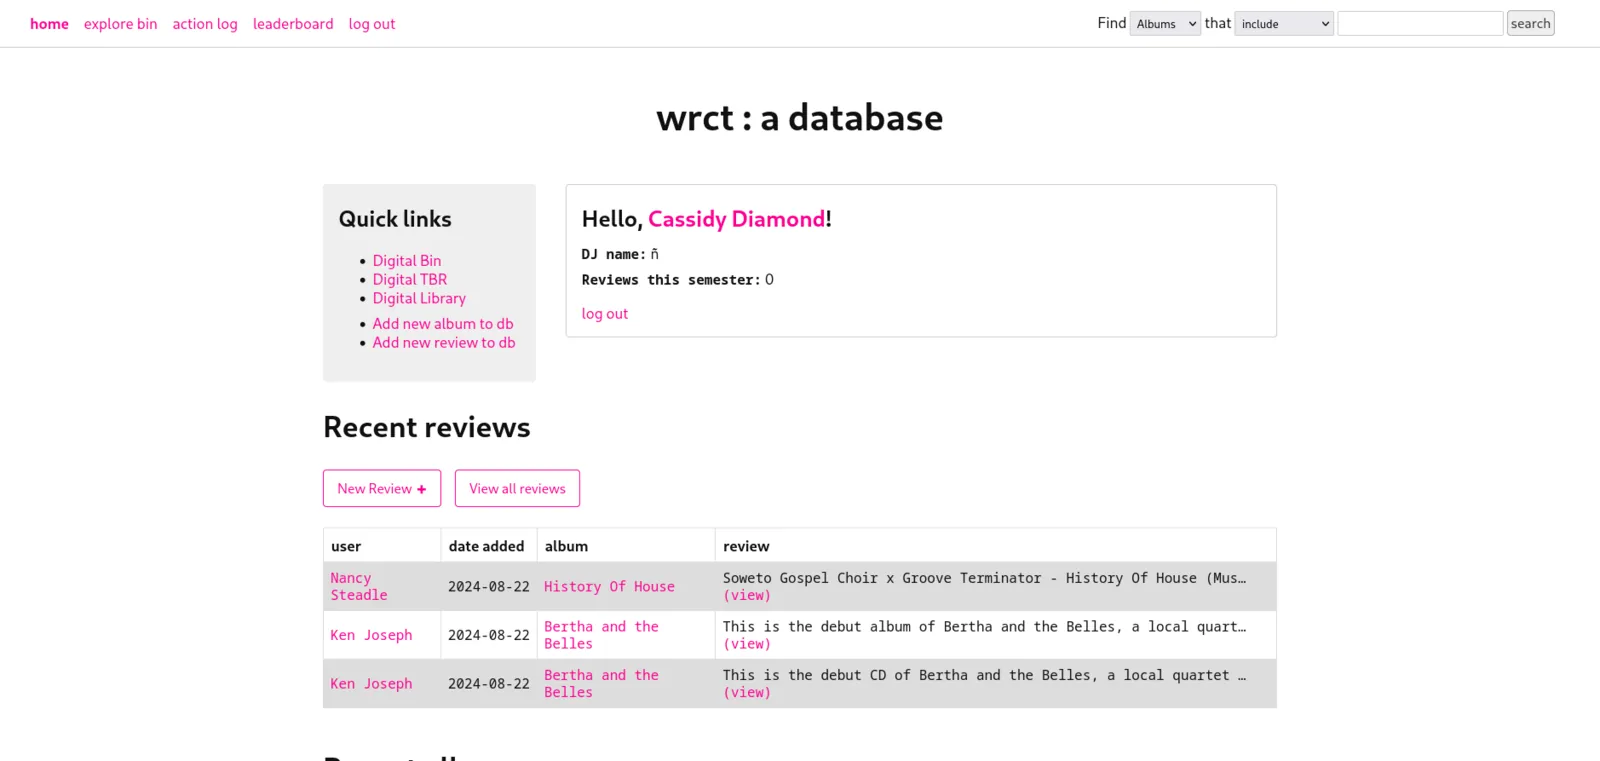 home explore bin action log leaderboard log out Find Albums that include search
wrct : a database
Quick links
Digital Bin
Digital TBR
Digital Library
Add new album to db
Add new review to db
Hello, Cassidy Diamond!
DJ name: ñ
Reviews this semester: 0
log out
Recent reviews
New Review + View all reviews
user date added album review
Nancy Steadle 2024-08-22 History Of House Soweto Gospel Choir x Groove Terminator - History Of House (Mus…
(view)
Ken Joseph 2024-08-22 Bertha and the Belles This is the debut album of Bertha and the Belles, a local quart…
(view)
Ken Joseph 2024-08-22 Bertha and the Belles This is the debut CD of Bertha and the Belles, a local quartet …
(view)